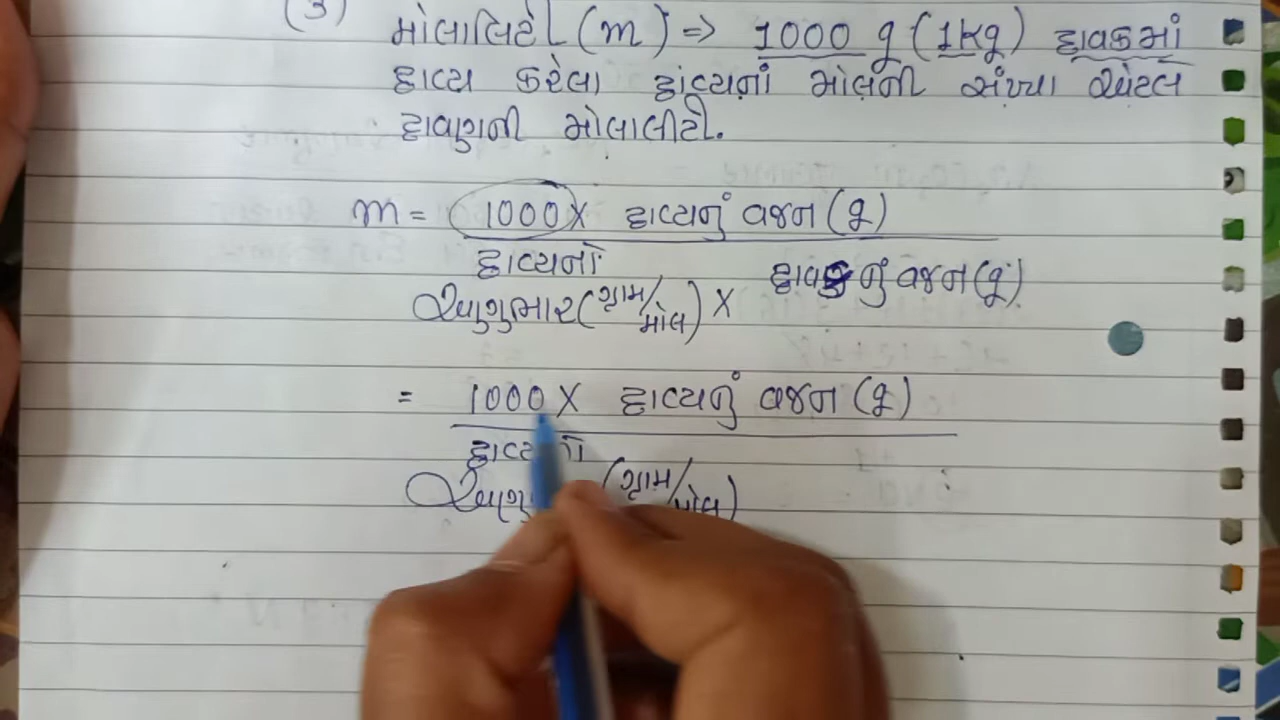 (3) મોલાલિટી (m) => 1000 g (1kg) દ્રાવકમાં
દ્રાવ્ય કરેલા દ્રાવ્યનાં મોલની સંખ્યા એટલે
દ્રાવણની મોલાલીટી.
m = 1000 X દ્રાવ્યનું વજન (g)
દ્રાવ્યનો
અણુભાર (ગ્રામ/મોલ) X દ્રાવકનું વજન (g)
= 1000 X દ્રાવ્યનું વજન (g)
દ્રાવ્યનો
(ગ્રામ/મોલ)